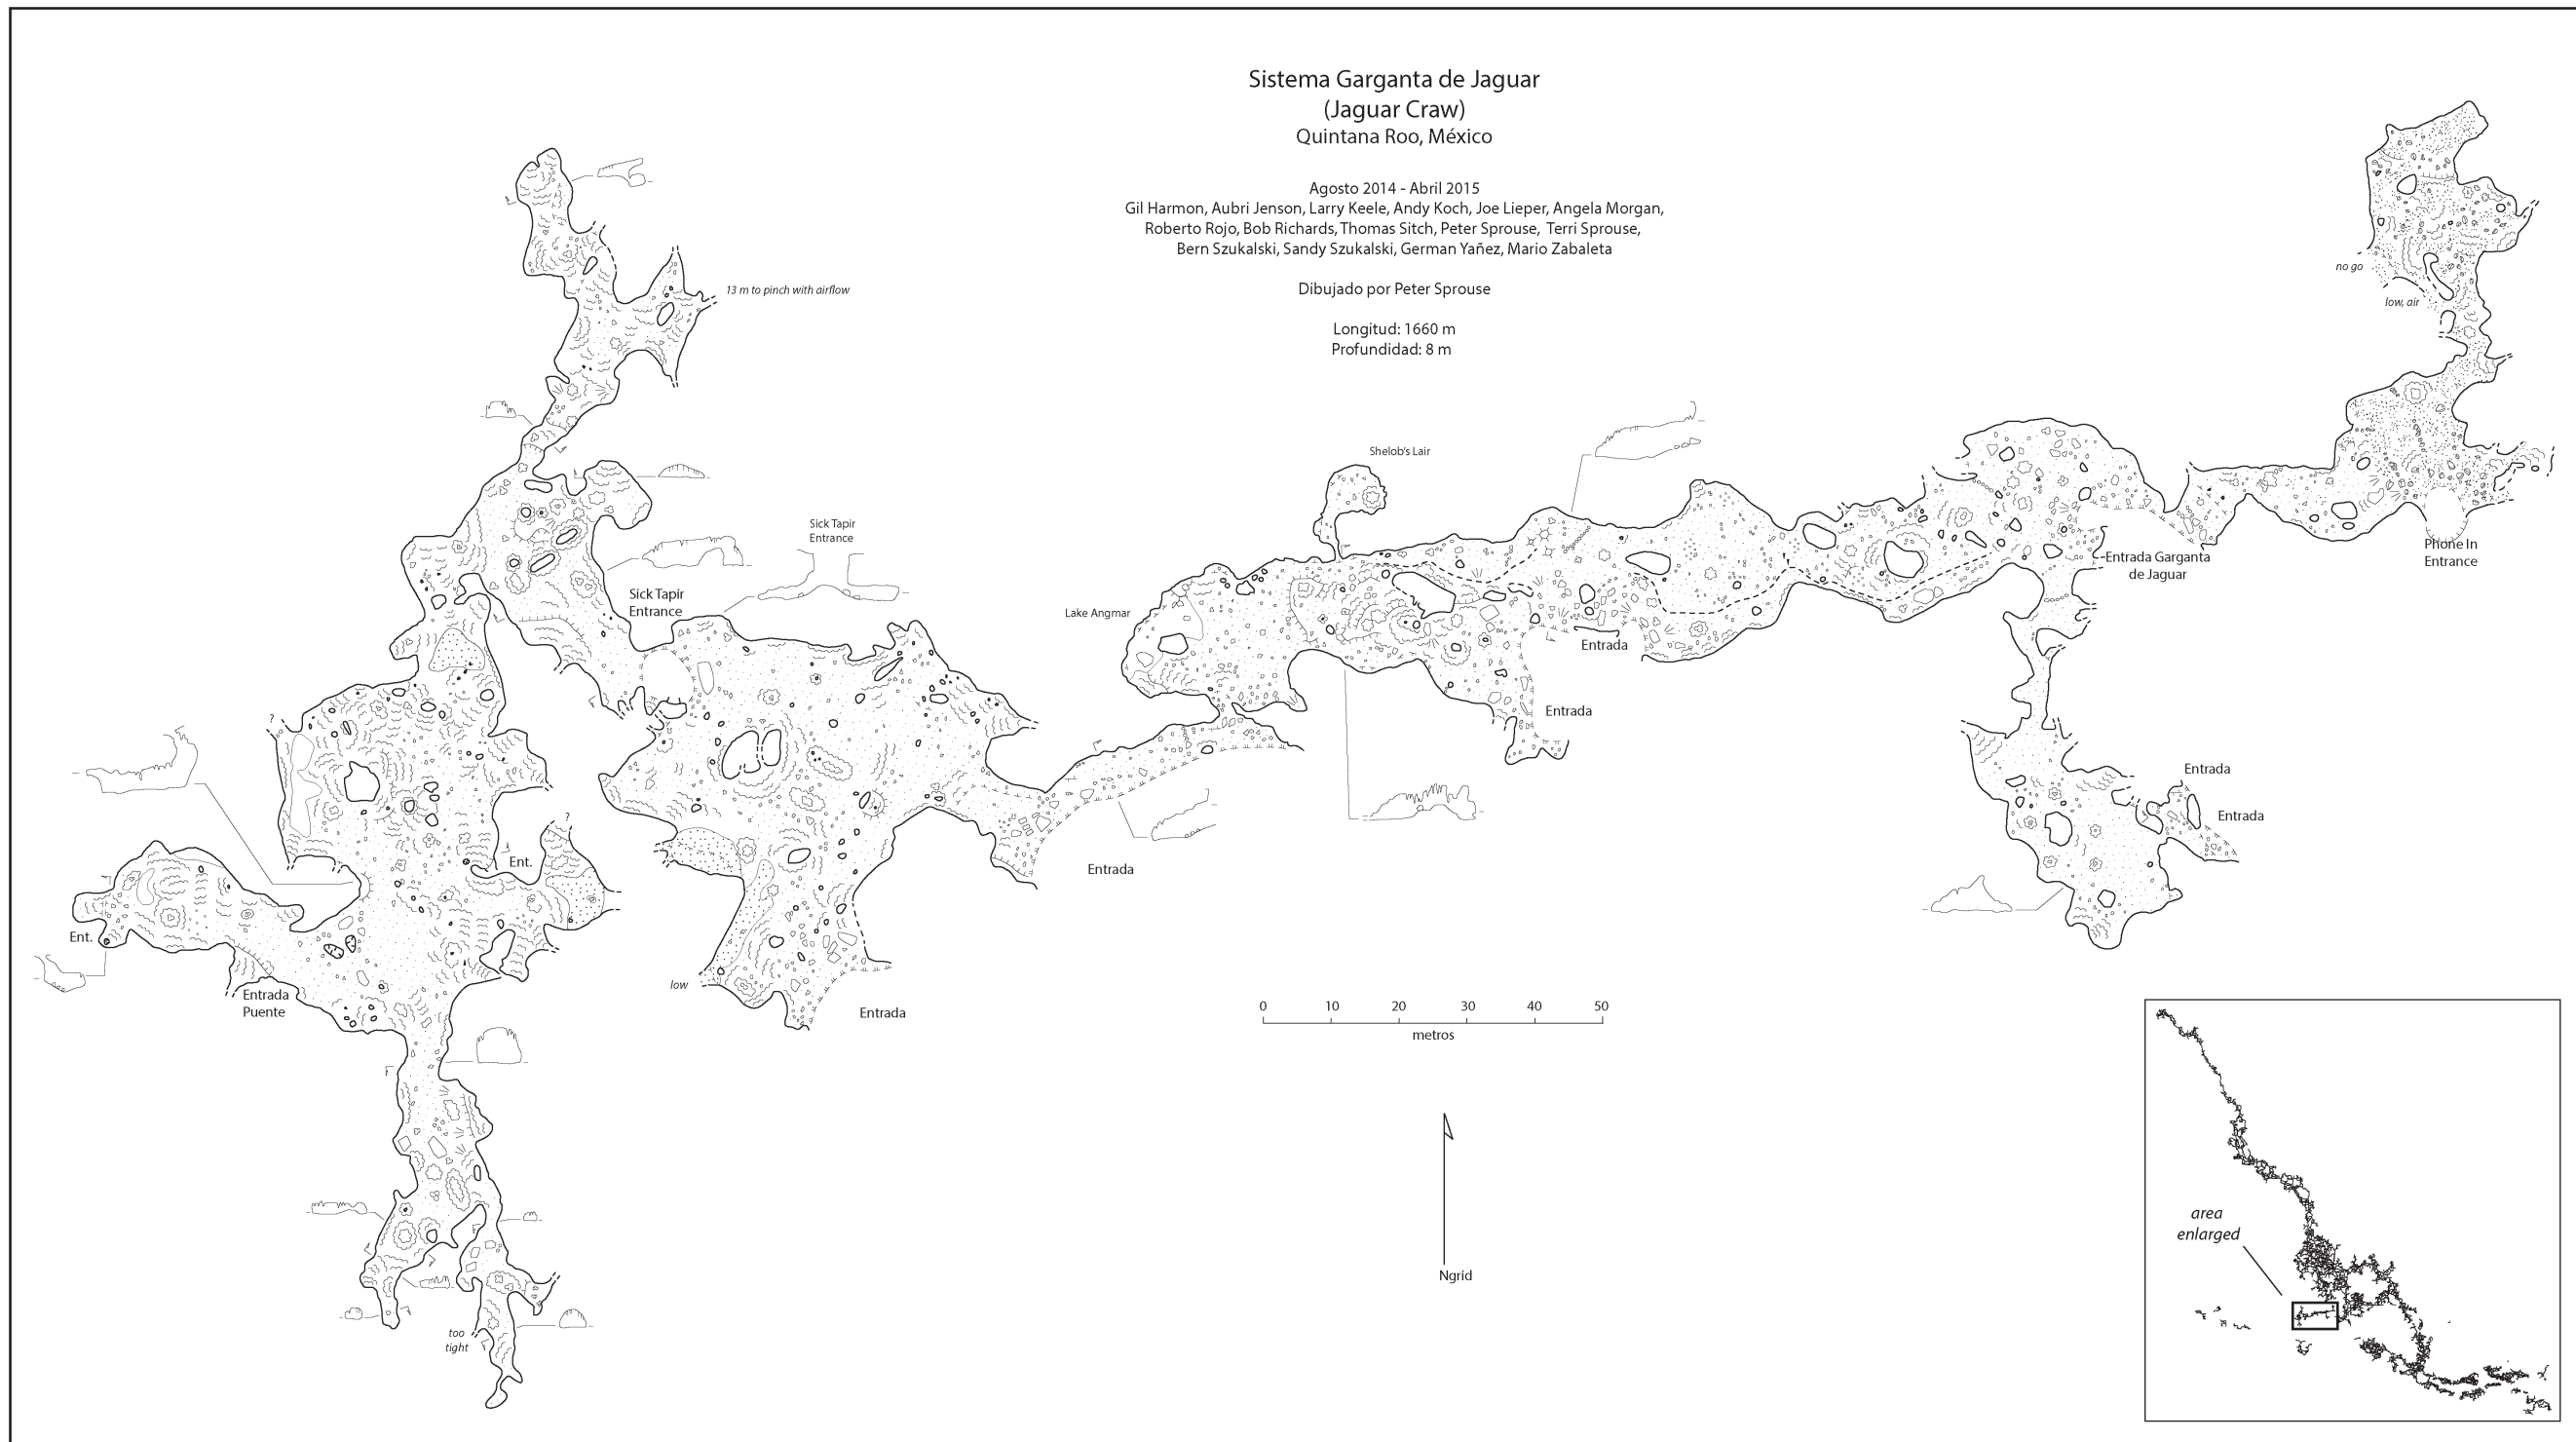 Sistema Garganta de Jaguar
(Jaguar Craw)
Quintana Roo, México
Agosto 2014 - Abril 2015
Gil Harmon, Aubri Jenson, Larry Keele, Andy Koch, Joe Lieper, Angela Morgan,
Roberto Rojo, Bob Richards, Thomas Sitch, Peter Sprouse, Terri Sprouse,
Bern Szukalski, Sandy Szukalski, German Yañez, Mario Zabaleta
Dibujado por Peter Sprouse
Longitud: 1660 m
Profundidad: 8 m
13 m to pinch with airflow
no go
low, air
Shelob's Lair
Sick Tapir
Entrance
Sick Tapir
Entrance
Lake Angmar
Entrada
Entrada
Entrada Garganta
de Jaguar
Phone In
Entrance
?
?
Ent.
Entrada
Entrada
Entrada
Ent.
Entrada
Puente
low
Entrada
0 10 20 30 40 50
metros
Ngrid
too
tight
area
enlarged